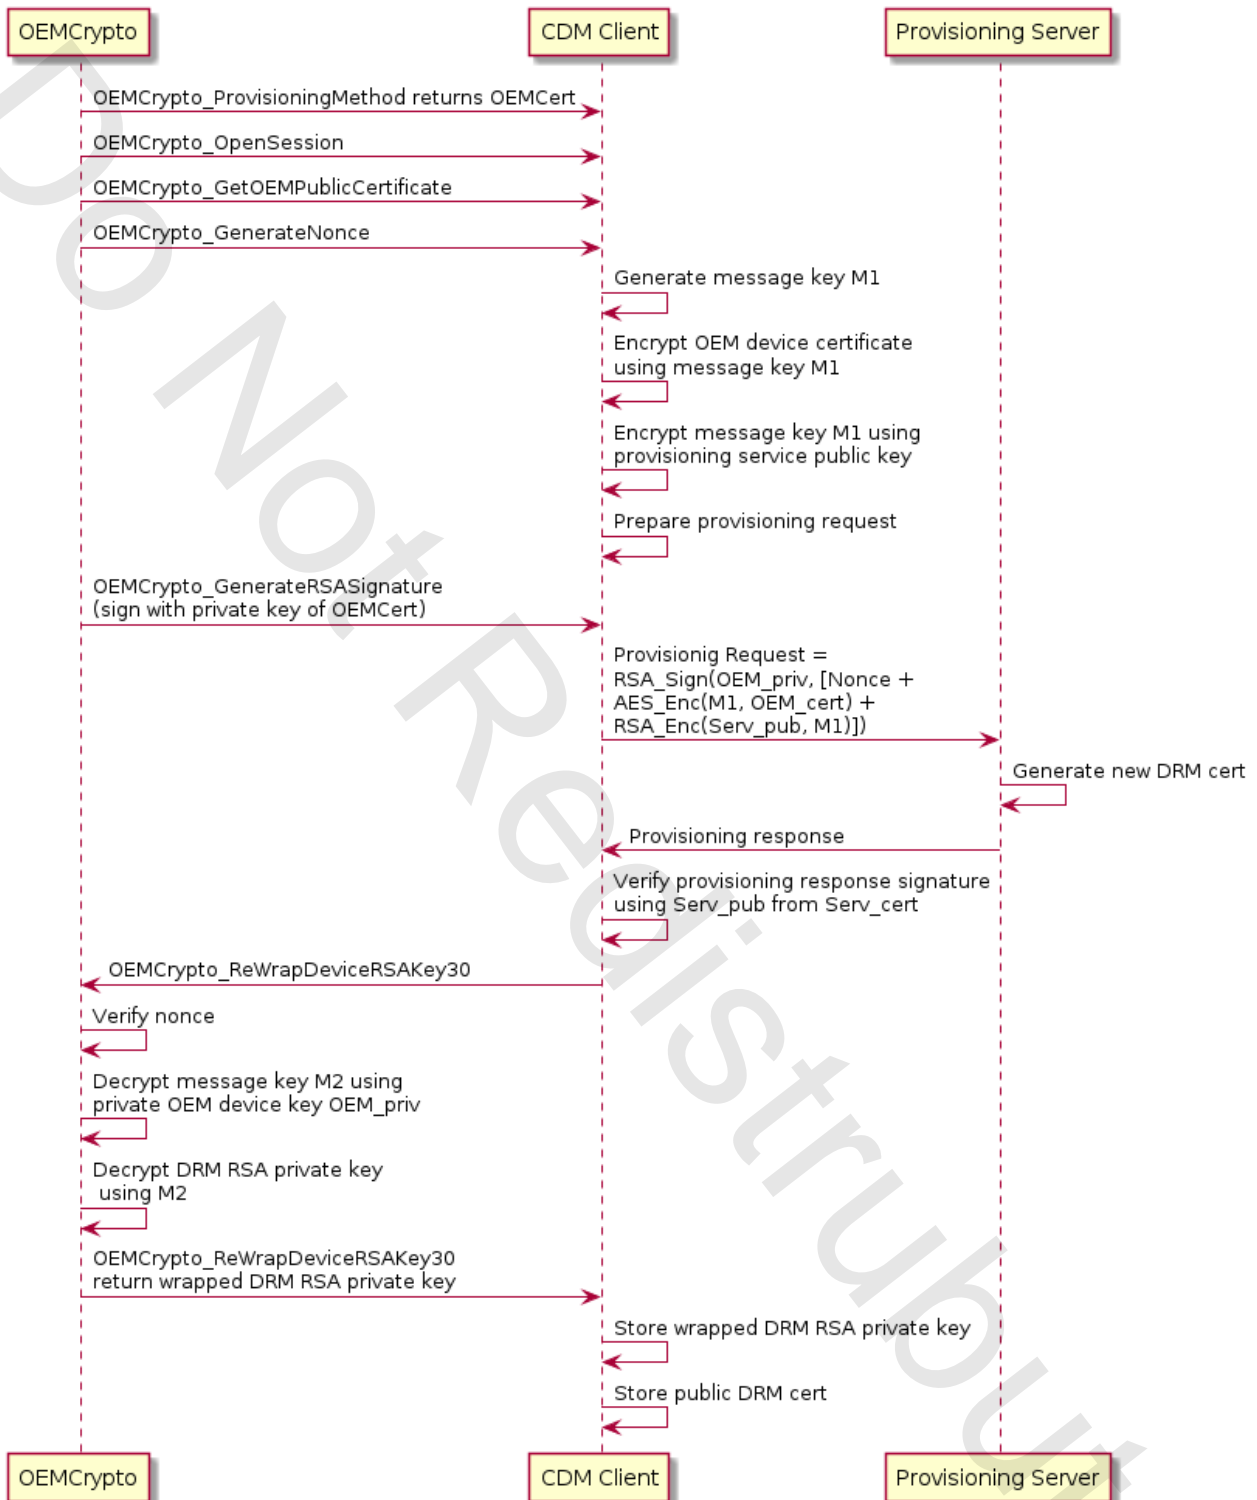 OEMCrypto
CDM Client
Provisioning Server
OEMCrypto_ProvisioningMethod returns OEMCert
OEMCrypto_OpenSession
OEMCrypto_GetOEMPublicCertificate
OEMCrypto_GenerateNonce
Generate message key M1
Encrypt OEM device certificate
using message key M1
Encrypt message key M1 using
provisioning service public key
Prepare provisioning request
OEMCrypto_GenerateRSASignature
(sign with private key of OEMCert)
Provisionig Request =
RSA_Sign(OEM_priv, [Nonce +
AES_Enc(M1, OEM_cert) +
RSA_Enc(Serv_pub, M1)])
Generate new DRM cert
Provisioning response
Verify provisioning response signature
using Serv_pub from Serv_cert
OEMCrypto_ReWrapDeviceRSAKey30
Verify nonce
Decrypt message key M2 using
private OEM device key OEM_priv
Decrypt DRM RSA private key
using M2
OEMCrypto_ReWrapDeviceRSAKey30
return wrapped DRM RSA private key
Store wrapped DRM RSA private key
Store public DRM cert
OEMCrypto
CDM Client
Provisioning Server
Do Not Redistribut